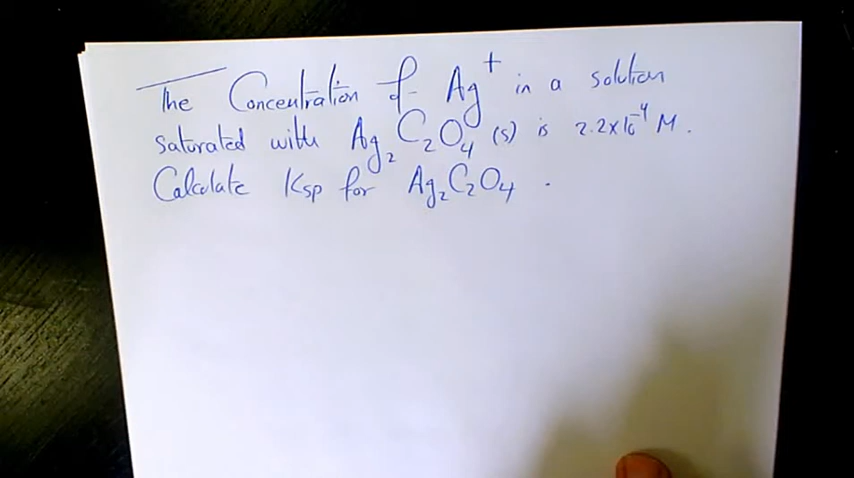 The Concentration of Ag⁺ in a solution
saturated with Ag₂C₂O₄(s) is 2.2x10⁻⁴ M.
Calculate Ksp for Ag₂C₂O₄.